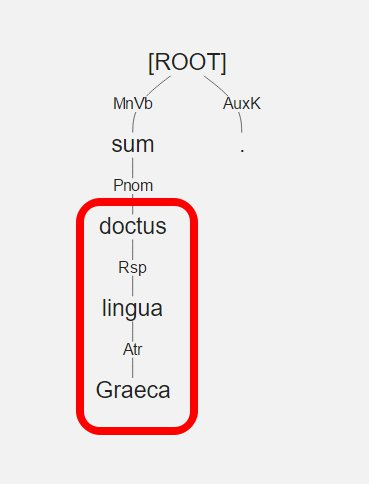 [ROOT]
MnVb AuxK
sum .
Pnom
doctus
Rsp
lingua
Atr
Graeca